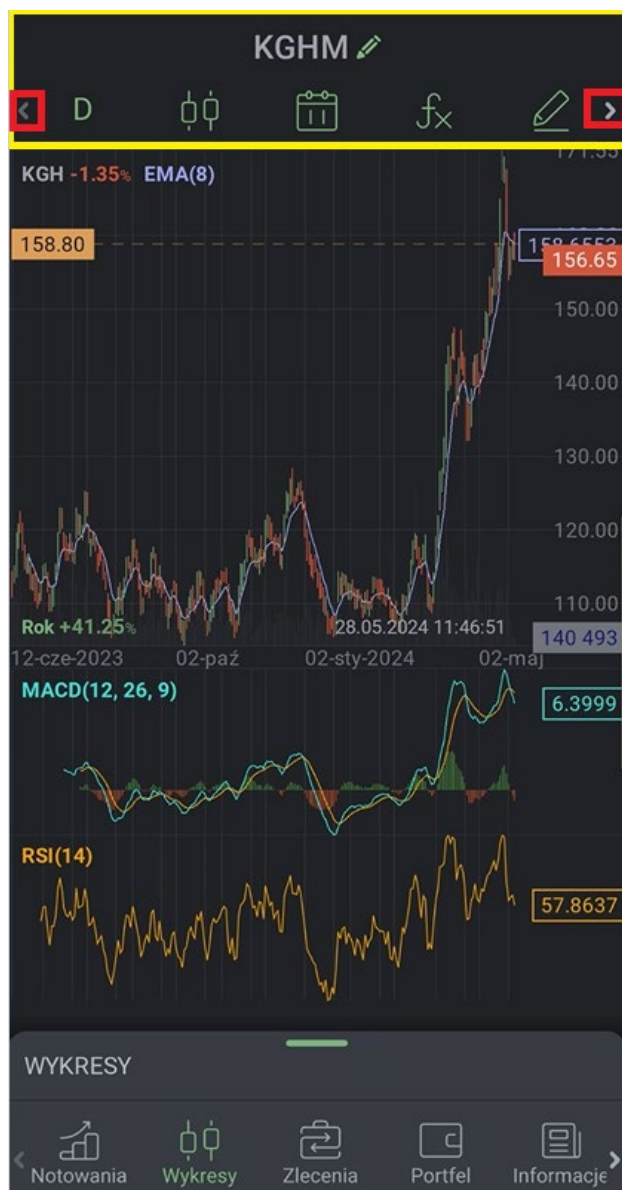 KGHM
D
fx
KGH -1.35% EMA(8)
171.55
158.80
158.6553
156.65
150.00
140.00
130.00
120.00
110.00
Rok +41.25%
28.05.2024 11:46:51
140 493
12-cze-2023 02-paź 02-sty-2024 02-maj
MACD(12, 26, 9)
6.3999
RSI(14)
57.8637
WYKRESY
Notowania Wykresy Zlecenia Portfel Informacje